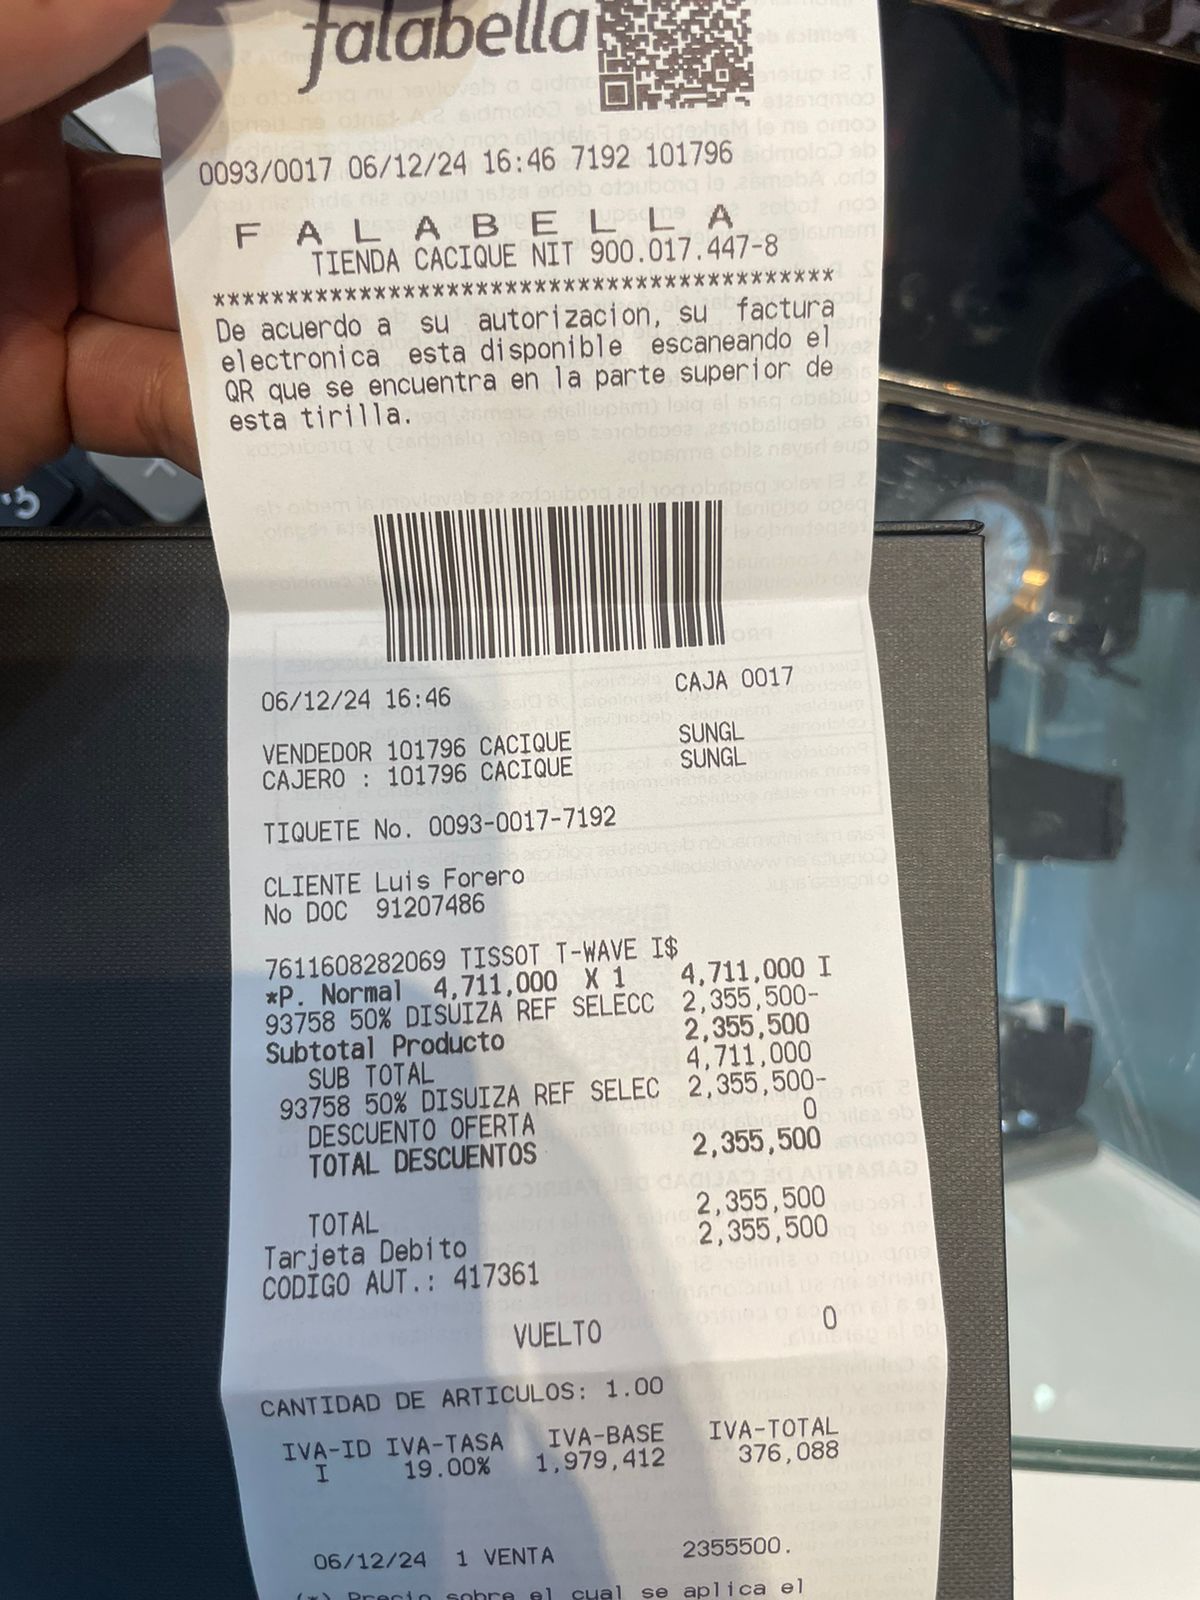 falabella
0093/0017 06/12/24 16:46 7192 101796
F A L A B E L L A
TIENDA CACIQUE NIT 900.017.447-8
******************************************
De acuerdo a su autorizacion, su factura
electronica esta disponible escaneando el
QR que se encuentra en la parte superior de
esta tirilla.
06/12/24 16:46 CAJA 0017
VENDEDOR 101796 CACIQUE SUNGL
CAJERO : 101796 CACIQUE SUNGL
TIQUETE No. 0093-0017-7192
CLIENTE Luis Forero
No DOC 91207486
7611608282069 TISSOT T-WAVE I$
*P. Normal 4,711,000 X 1 4,711,000 I
93758 50% DISUIZA REF SELECC 2,355,500-
Subtotal Producto 2,355,500
SUB TOTAL 4,711,000
93758 50% DISUIZA REF SELEC 2,355,500-
DESCUENTO OFERTA 0
TOTAL DESCUENTOS 2,355,500
TOTAL 2,355,500
Tarjeta Debito 2,355,500
CODIGO AUT.: 417361
VUELTO 0
CANTIDAD DE ARTICULOS: 1.00
IVA-ID IVA-TASA IVA-BASE IVA-TOTAL
I 19.00% 1,979,412 376,088
06/12/24 1 VENTA 2355500.
(*) Precio sobre el cual se aplica el